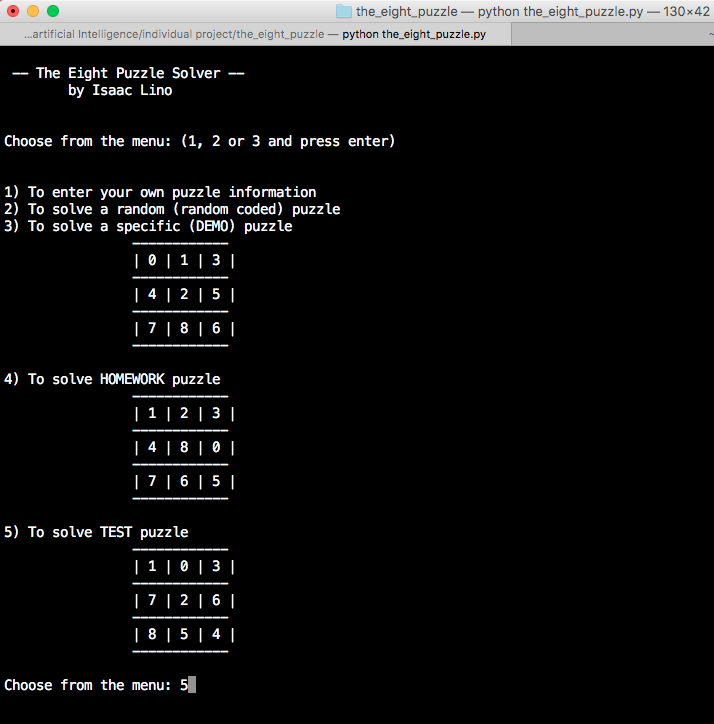 the_eight_puzzle — python the_eight_puzzle.py — 130×42
...artificial Intelligence/individual project/the_eight_puzzle — python the_eight_puzzle.py
~
-- The Eight Puzzle Solver --
by Isaac Lino
Choose from the menu: (1, 2 or 3 and press enter)
1) To enter your own puzzle information
2) To solve a random (random coded) puzzle
3) To solve a specific (DEMO) puzzle
------------
| 0 | 1 | 3 |
------------
| 4 | 2 | 5 |
------------
| 7 | 8 | 6 |
------------
4) To solve HOMEWORK puzzle
------------
| 1 | 2 | 3 |
------------
| 4 | 8 | 0 |
------------
| 7 | 6 | 5 |
------------
5) To solve TEST puzzle
------------
| 1 | 0 | 3 |
------------
| 7 | 2 | 6 |
------------
| 8 | 5 | 4 |
------------
Choose from the menu: 5